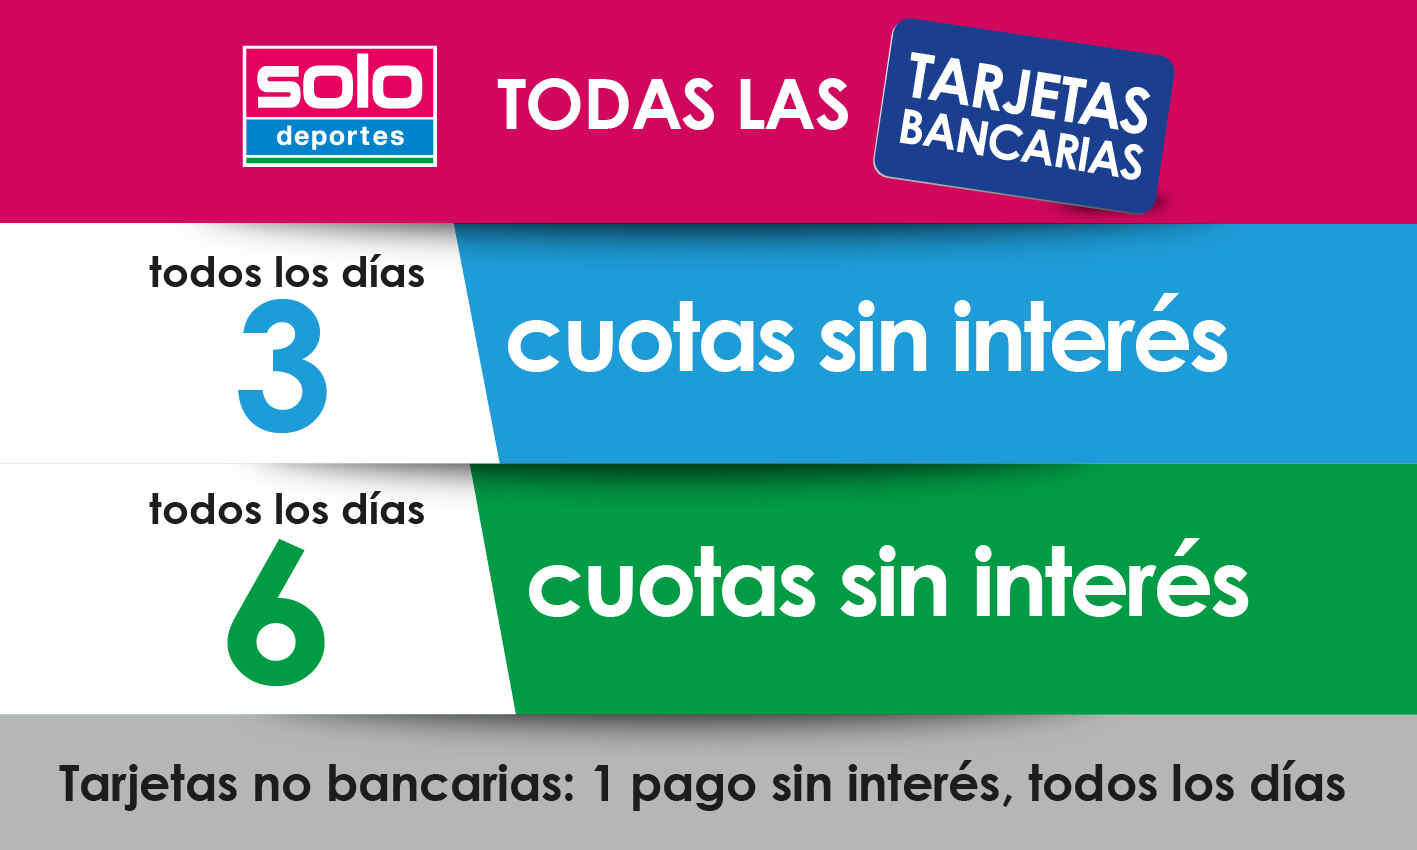 solo
deportes
TODAS LAS
TARJETAS
BANCARIAS
todos los días
3
cuotas sin interés
todos los días
6
cuotas sin interés
Tarjetas no bancarias: 1 pago sin interés, todos los días